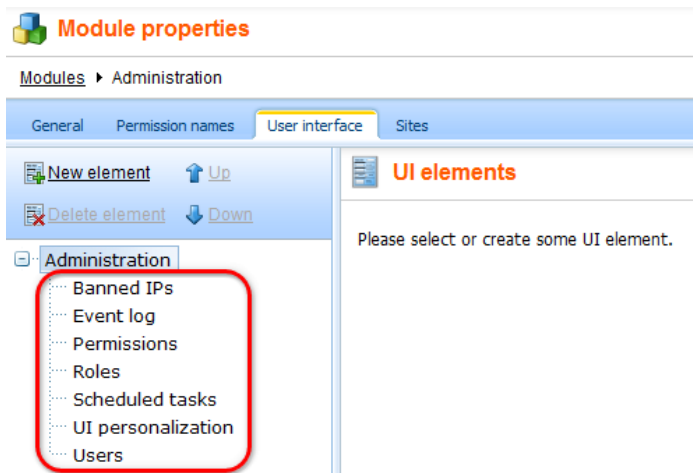 Module properties
Modules ▸ Administration
General Permission names User interface Sites
New element Up
Delete element Down
UI elements
Please select or create some UI element.
Administration
Banned IPs
Event log
Permissions
Roles
Scheduled tasks
UI personalization
Users